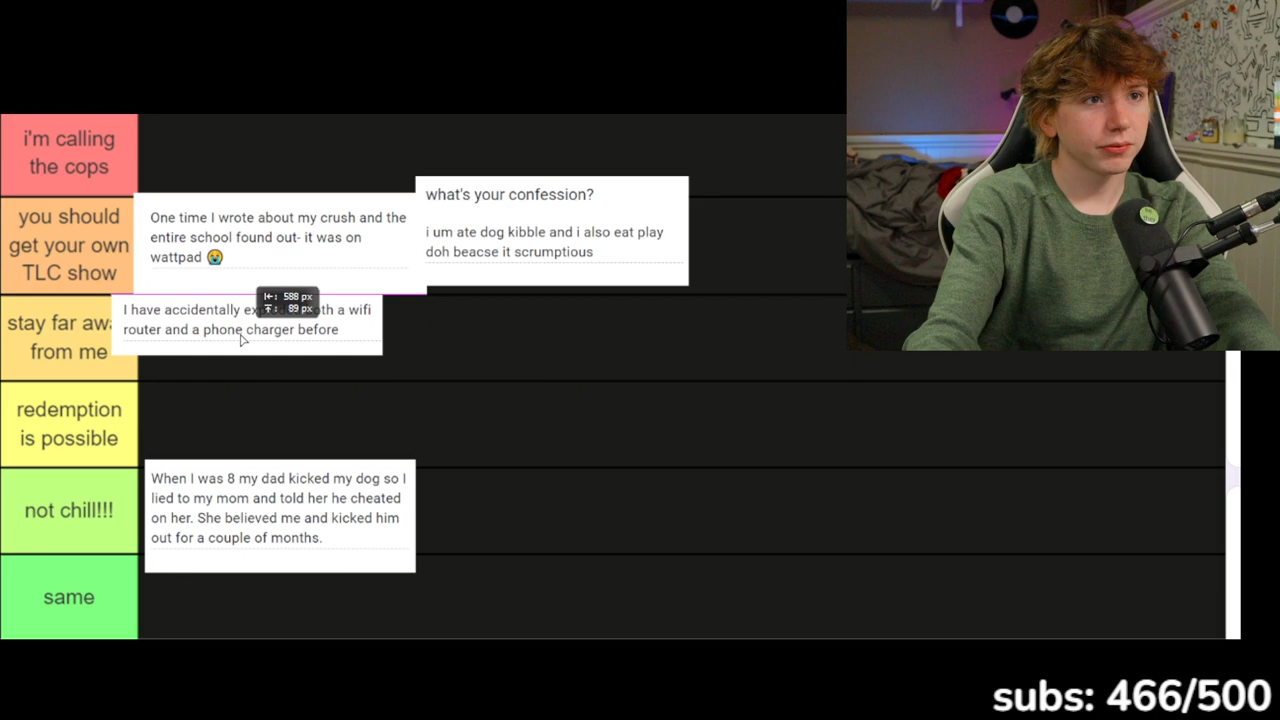 i'm calling
the cops
you should
get your own
TLC show
One time I wrote about my crush and the
entire school found out- it was on
wattpad 😭
what's your confession?
i um ate dog kibble and i also eat play
doh beacse it scrumptious
stay far
from me
I have accidentally a wifi
router and a phone charger before
588 px
89 px
redemption
is possible
not chill!!!
When I was 8 my dad kicked my dog so I
lied to my mom and told her he cheated
on her. She believed me and kicked him
out for a couple of months.
same
subs: 466/500